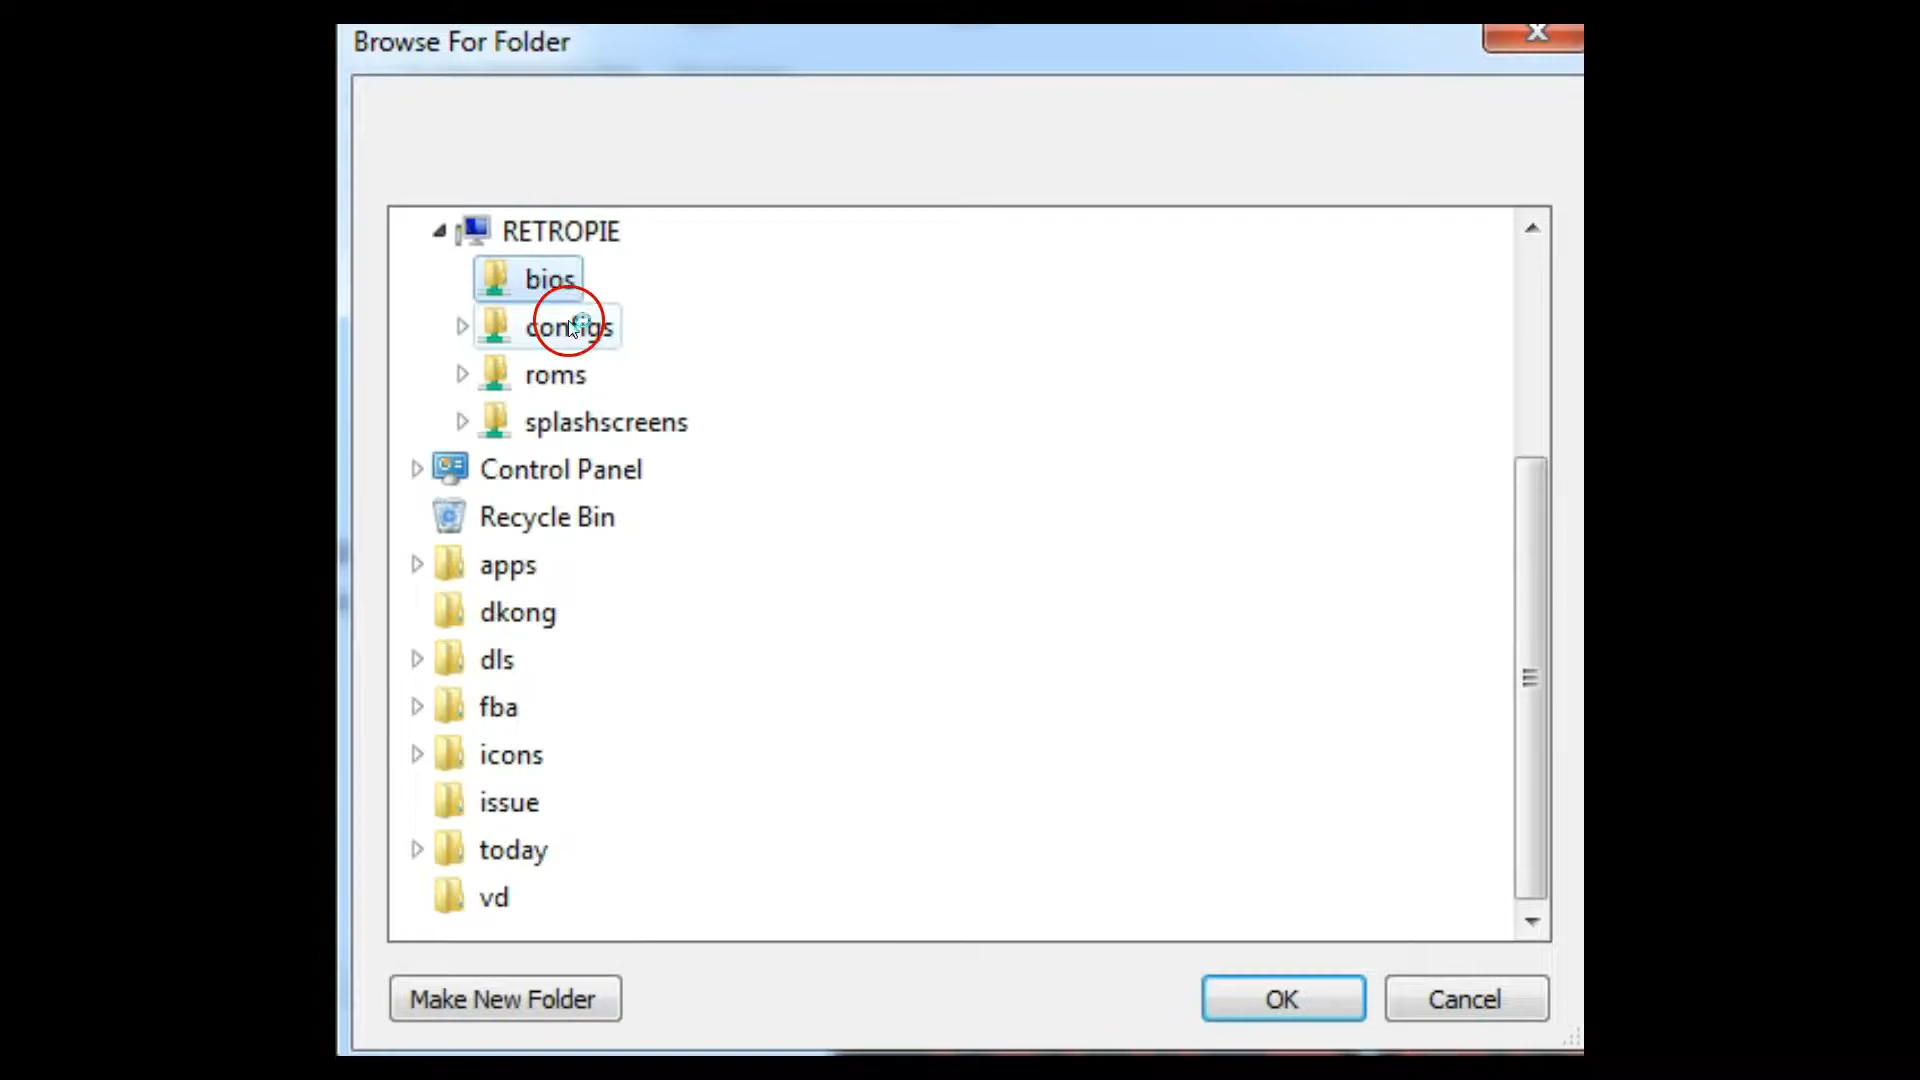 Browse For Folder
RETROPIE
bios
configs
roms
splashscreens
Control Panel
Recycle Bin
apps
dkong
dls
fba
icons
issue
today
vd
Make New Folder
OK
Cancel